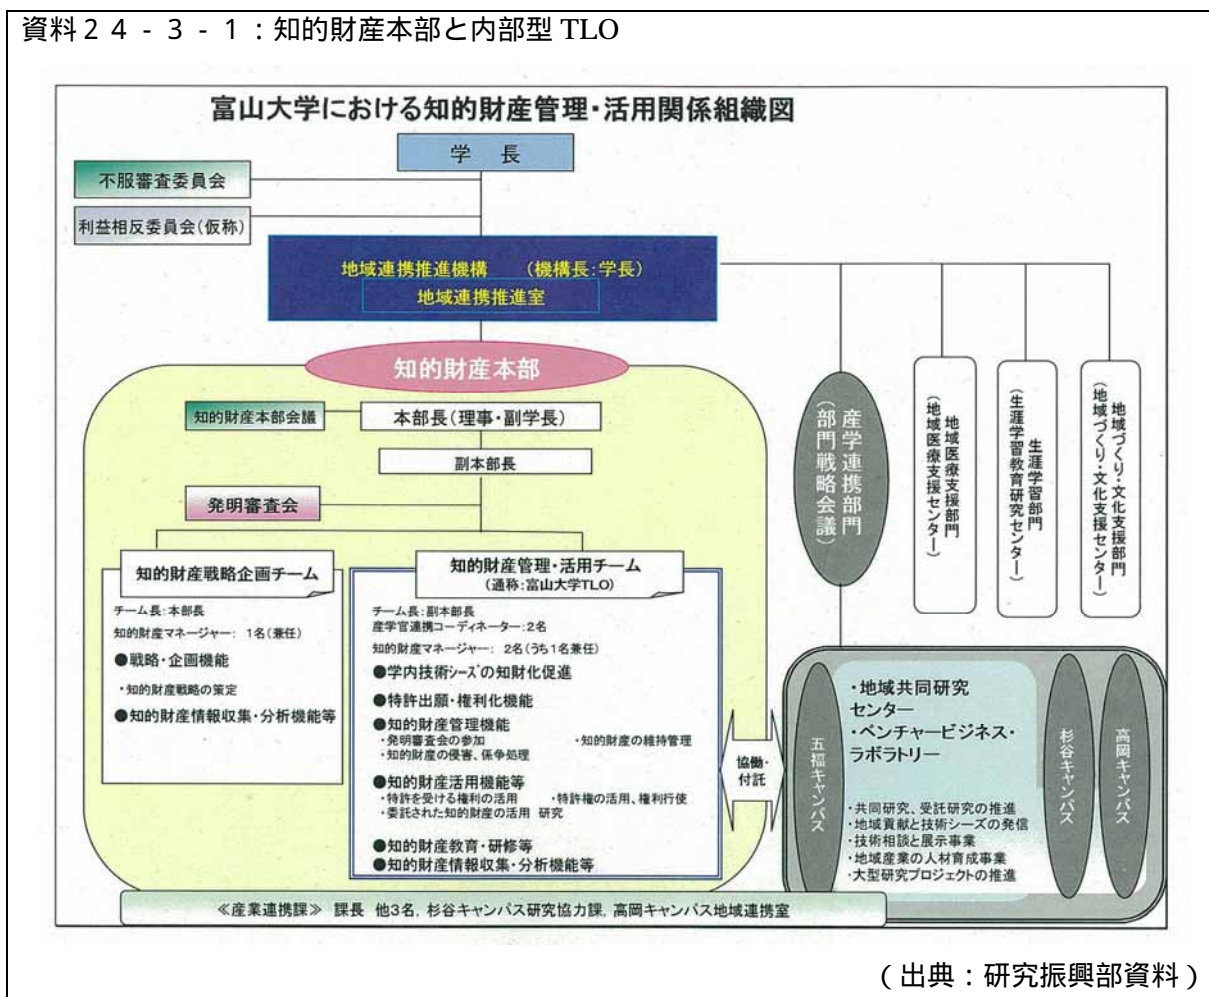 資料２４-３-１：知的財産本部と内部型 TLO
富山大学における知的財産管理・活用関係組織図
学　長
不服審査委員会
利益相反委員会(仮称)
地域連携推進機構　　(機構長:学長)
地域連携推進室
知的財産本部
知的財産本部会議
本部長(理事・副学長)
副本部長
発明審査会
知的財産戦略企画チーム
チーム長:本部長
知的財産マネージャー: 1名(兼任)
●戦略・企画機能
・知的財産戦略の策定
●知的財産情報収集・分析機能等
知的財産管理・活用チーム
(通称:富山大学TLO)
チーム長:副本部長
産学官連携コーディネーター:2名
知的財産マネージャー: 2名(うち1名兼任)
●学内技術シーズの知財化促進
●特許出願・権利化機能
●知的財産管理機能
・発明審査会の参加　　・知的財産の維持管理
・知的財産の侵害、係争処理
●知的財産活用機能等
・特許を受ける権利の活用　　・特許権の活用、権利行使
・委託された知的財産の活用 研究
●知的財産教育・研修等
●知的財産情報収集・分析機能等
協働・
付託
産学連携部門
(部門戦略会議)
地域医療支援部門
(地域医療支援センター)
生涯学習部門
(生涯学習教育研究センター)
地域づくり・文化支援部門
(地域づくり・文化支援センター)
五福キャンパス
・地域共同研究
センター
・ベンチャービジネス・
ラボラトリー
・共同研究、受託研究の推進
・地域貢献と技術シーズの発信
・技術相談と展示事業
・地域産業の人材育成事業
・大型研究プロジェクトの推進
杉谷キャンパス
高岡キャンパス
≪産業連携課≫ 課長 他3名, 杉谷キャンパス研究協力課, 高岡キャンパス地域連携室
（出典：研究振興部資料）